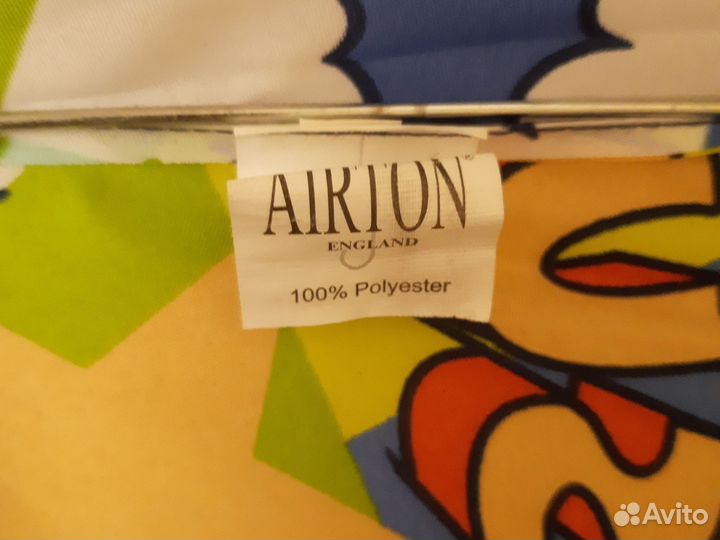 AIRTON®
ENGLAND
100% Polyester
Avito